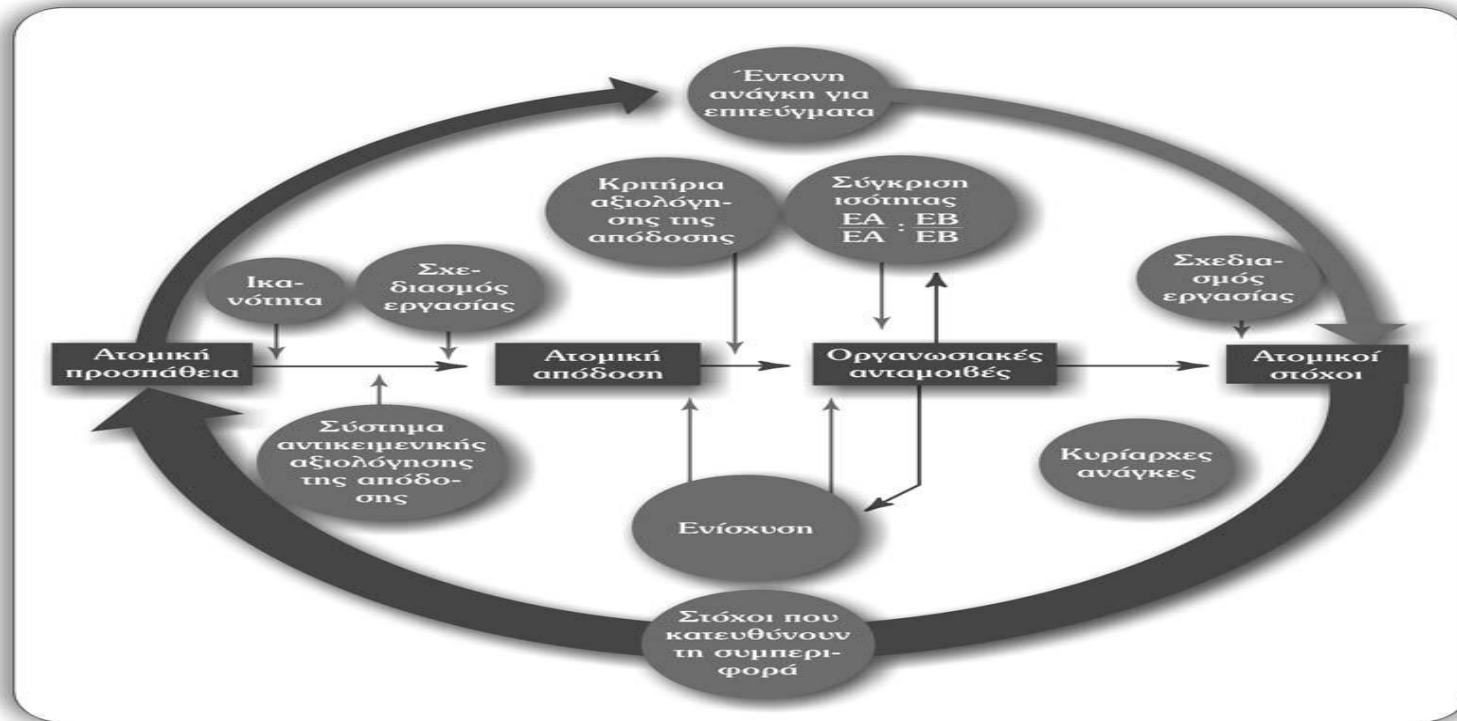 Έντονη
ανάγκη για
επιτεύγματα
Κριτήρια
αξιολόγη-
σης της
απόδοσης
Σύγκριση
ισότητας
ΕΑ : ΕΒ
ΕΑ ΕΒ
Ικα-
νότητα
Σχε-
διασμός
εργασίας
Σχεδια-
σμός
εργασίας
Ατομική
προσπάθεια
Ατομική
απόδοση
Οργανωσιακές
ανταμοιβές
Ατομικοί
στόχοι
Σύστημα
αντικειμενικής
αξιολόγησης
της απόδο-
σης
Κυρίαρχες
ανάγκες
Ενίσχυση
Στόχοι που
κατευθύνουν
τη συμπερι-
φορά